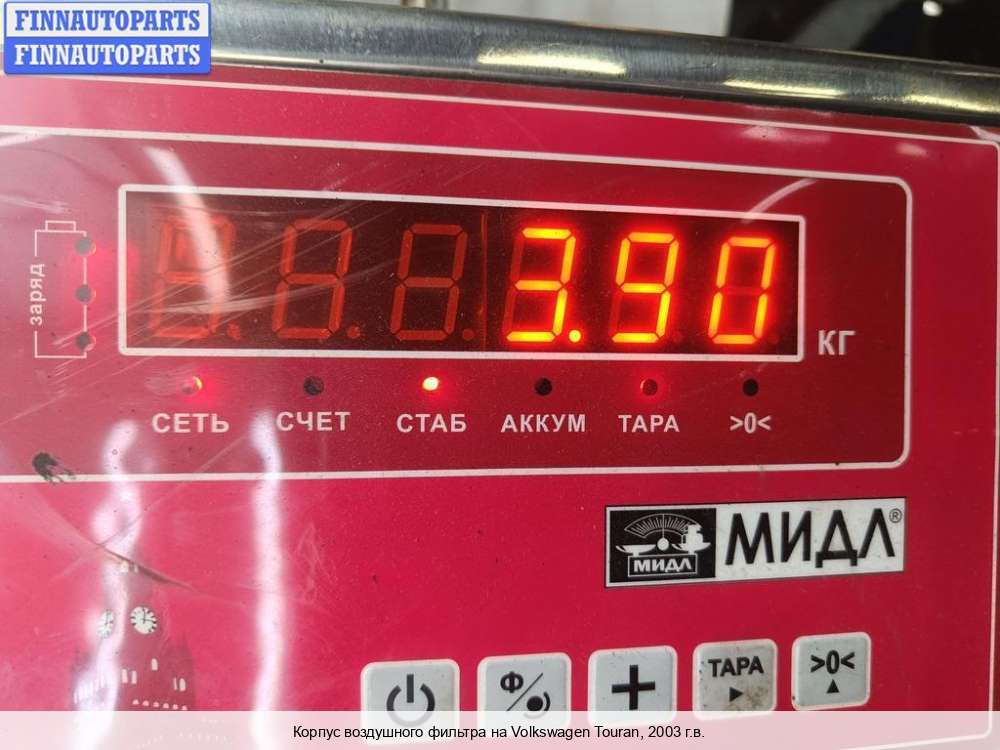 FINNAUTOPARTS
FINNAUTOPARTS
заряд
3.90
КГ
СЕТЬ СЧЕТ СТАБ АККУМ ТАРА >0<
МИДЛ МИДЛ®
Ф ТАРА >0<
Корпус воздушного фильтра на Volkswagen Touran, 2003 г.в.